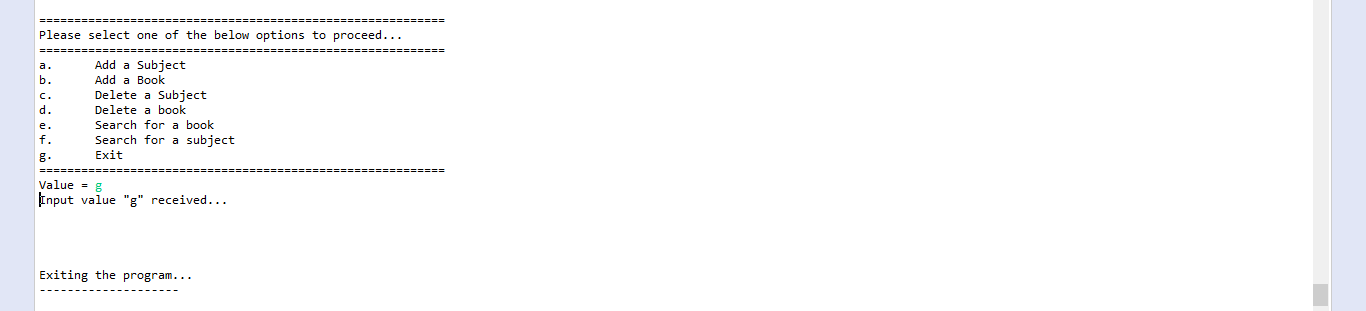 ==========================================================
Please select one of the below options to proceed...
==========================================================
a. Add a Subject
b. Add a Book
c. Delete a Subject
d. Delete a book
e. Search for a book
f. Search for a subject
g. Exit
==========================================================
Value = g
Input value "g" received...
Exiting the program...
--------------------